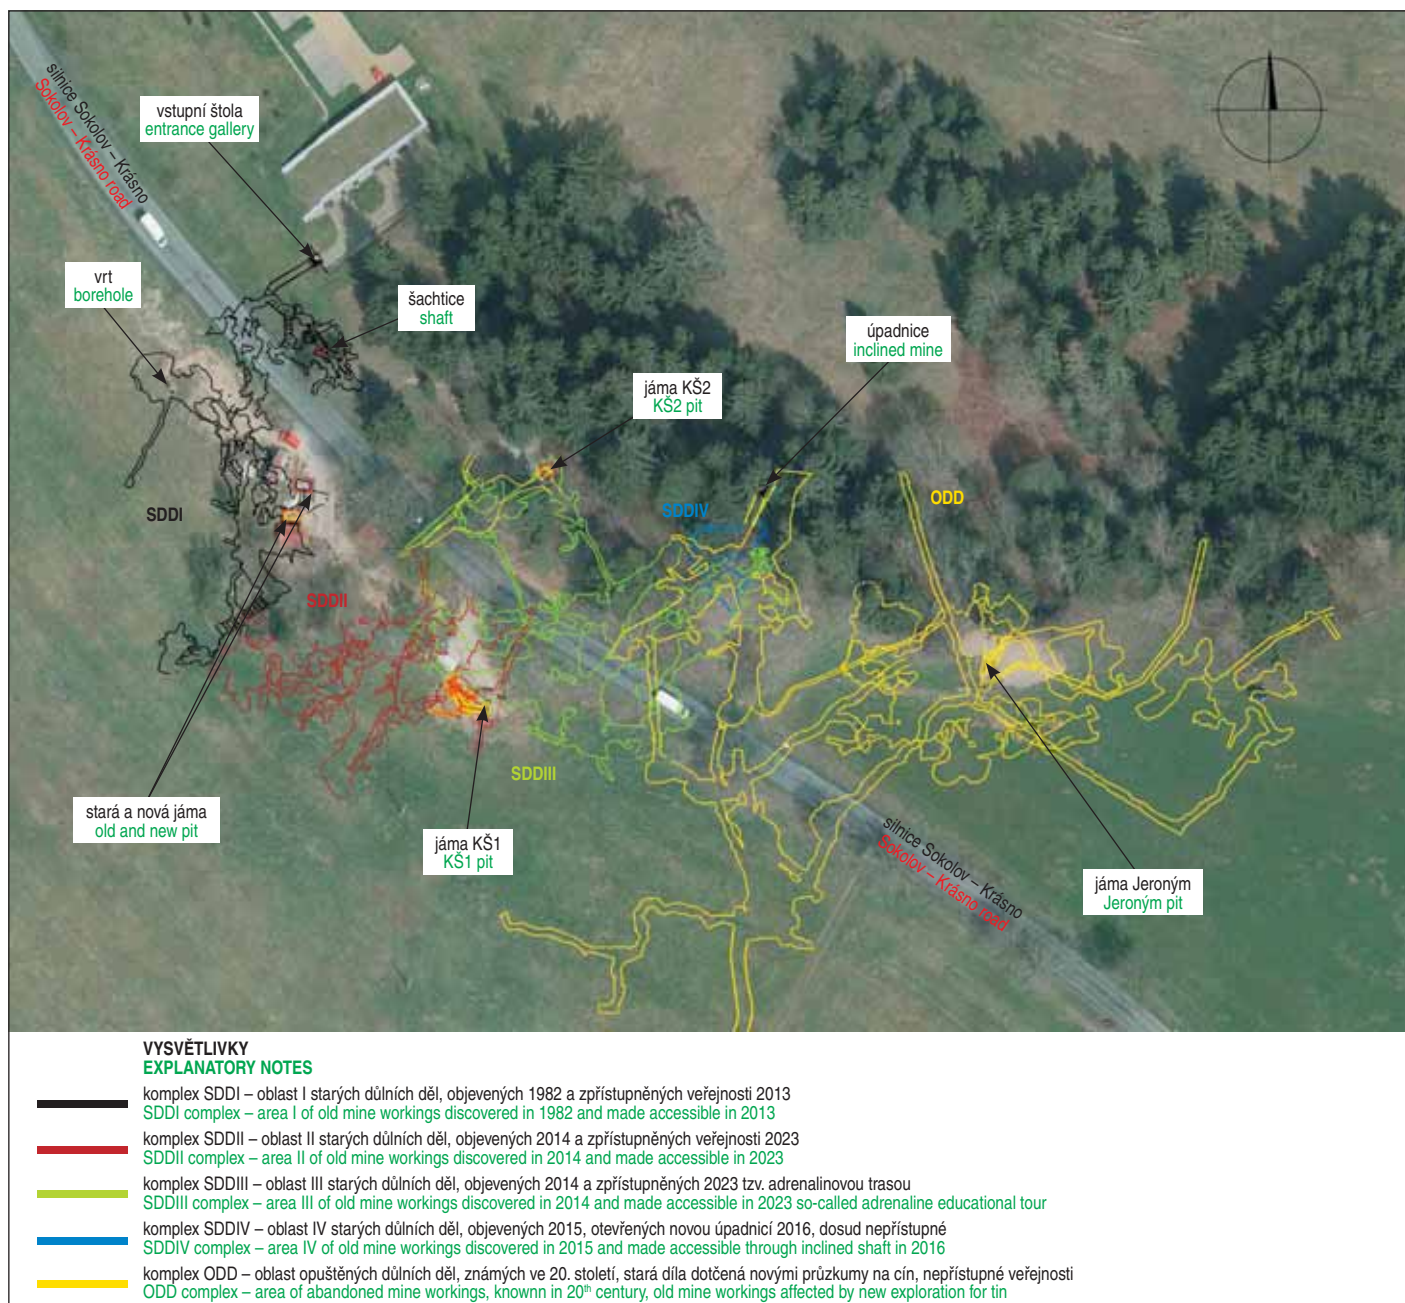 silnice Sokolov – Krásno
Sokolov – Krásno road
vstupní štola
entrance gallery
vrt
borehole
šachtice
shaft
úpadnice
inclined mine
jáma KŠ2
KŠ2 pit
SDDI
SDDII
SDDIV
ODD
SDDIII
stará a nová jáma
old and new pit
jáma KŠ1
KŠ1 pit
silnice Sokolov – Krásno
Sokolov – Krásno road
jáma Jeroným
Jeroným pit
VYSVĚTLIVKY
EXPLANATORY NOTES
komplex SDDI – oblast I starých důlních děl, objevených 1982 a zpřístupněných veřejnosti 2013
SDDI complex – area I of old mine workings discovered in 1982 and made accessible in 2013
komplex SDDII – oblast II starých důlních děl, objevených 2014 a zpřístupněných veřejnosti 2023
SDDII complex – area II of old mine workings discovered in 2014 and made accessible in 2023
komplex SDDIII – oblast III starých důlních děl, objevených 2014 a zpřístupněných 2023 tzv. adrenalinovou trasou
SDDIII complex – area III of old mine workings discovered in 2014 and made accessible in 2023 so-called adrenaline educational tour
komplex SDDIV – oblast IV starých důlních děl, objevených 2015, otevřených novou úpadnicí 2016, dosud nepřístupné
SDDIV complex – area IV of old mine workings discovered in 2015 and made accessible through inclined shaft in 2016
komplex ODD – oblast opuštěných důlních děl, známých ve 20. století, stará díla dotčená novými průzkumy na cín, nepřístupné veřejnosti
ODD complex – area of abandoned mine workings, knownn in 20th century, old mine workings affected by new exploration for tin